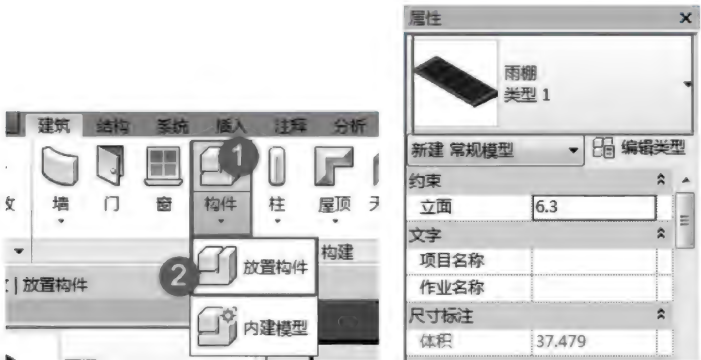 建筑 结构 系统 插入 注释 分析
墙 门 窗 构件 柱 屋顶
1
构建
2
放置构件
放置构件
内建模型
属性
雨棚
类型 1
新建 常规模型 编辑类型
约束
立面 6.3
文字
项目名称
作业名称
尺寸标注
体积 37.479